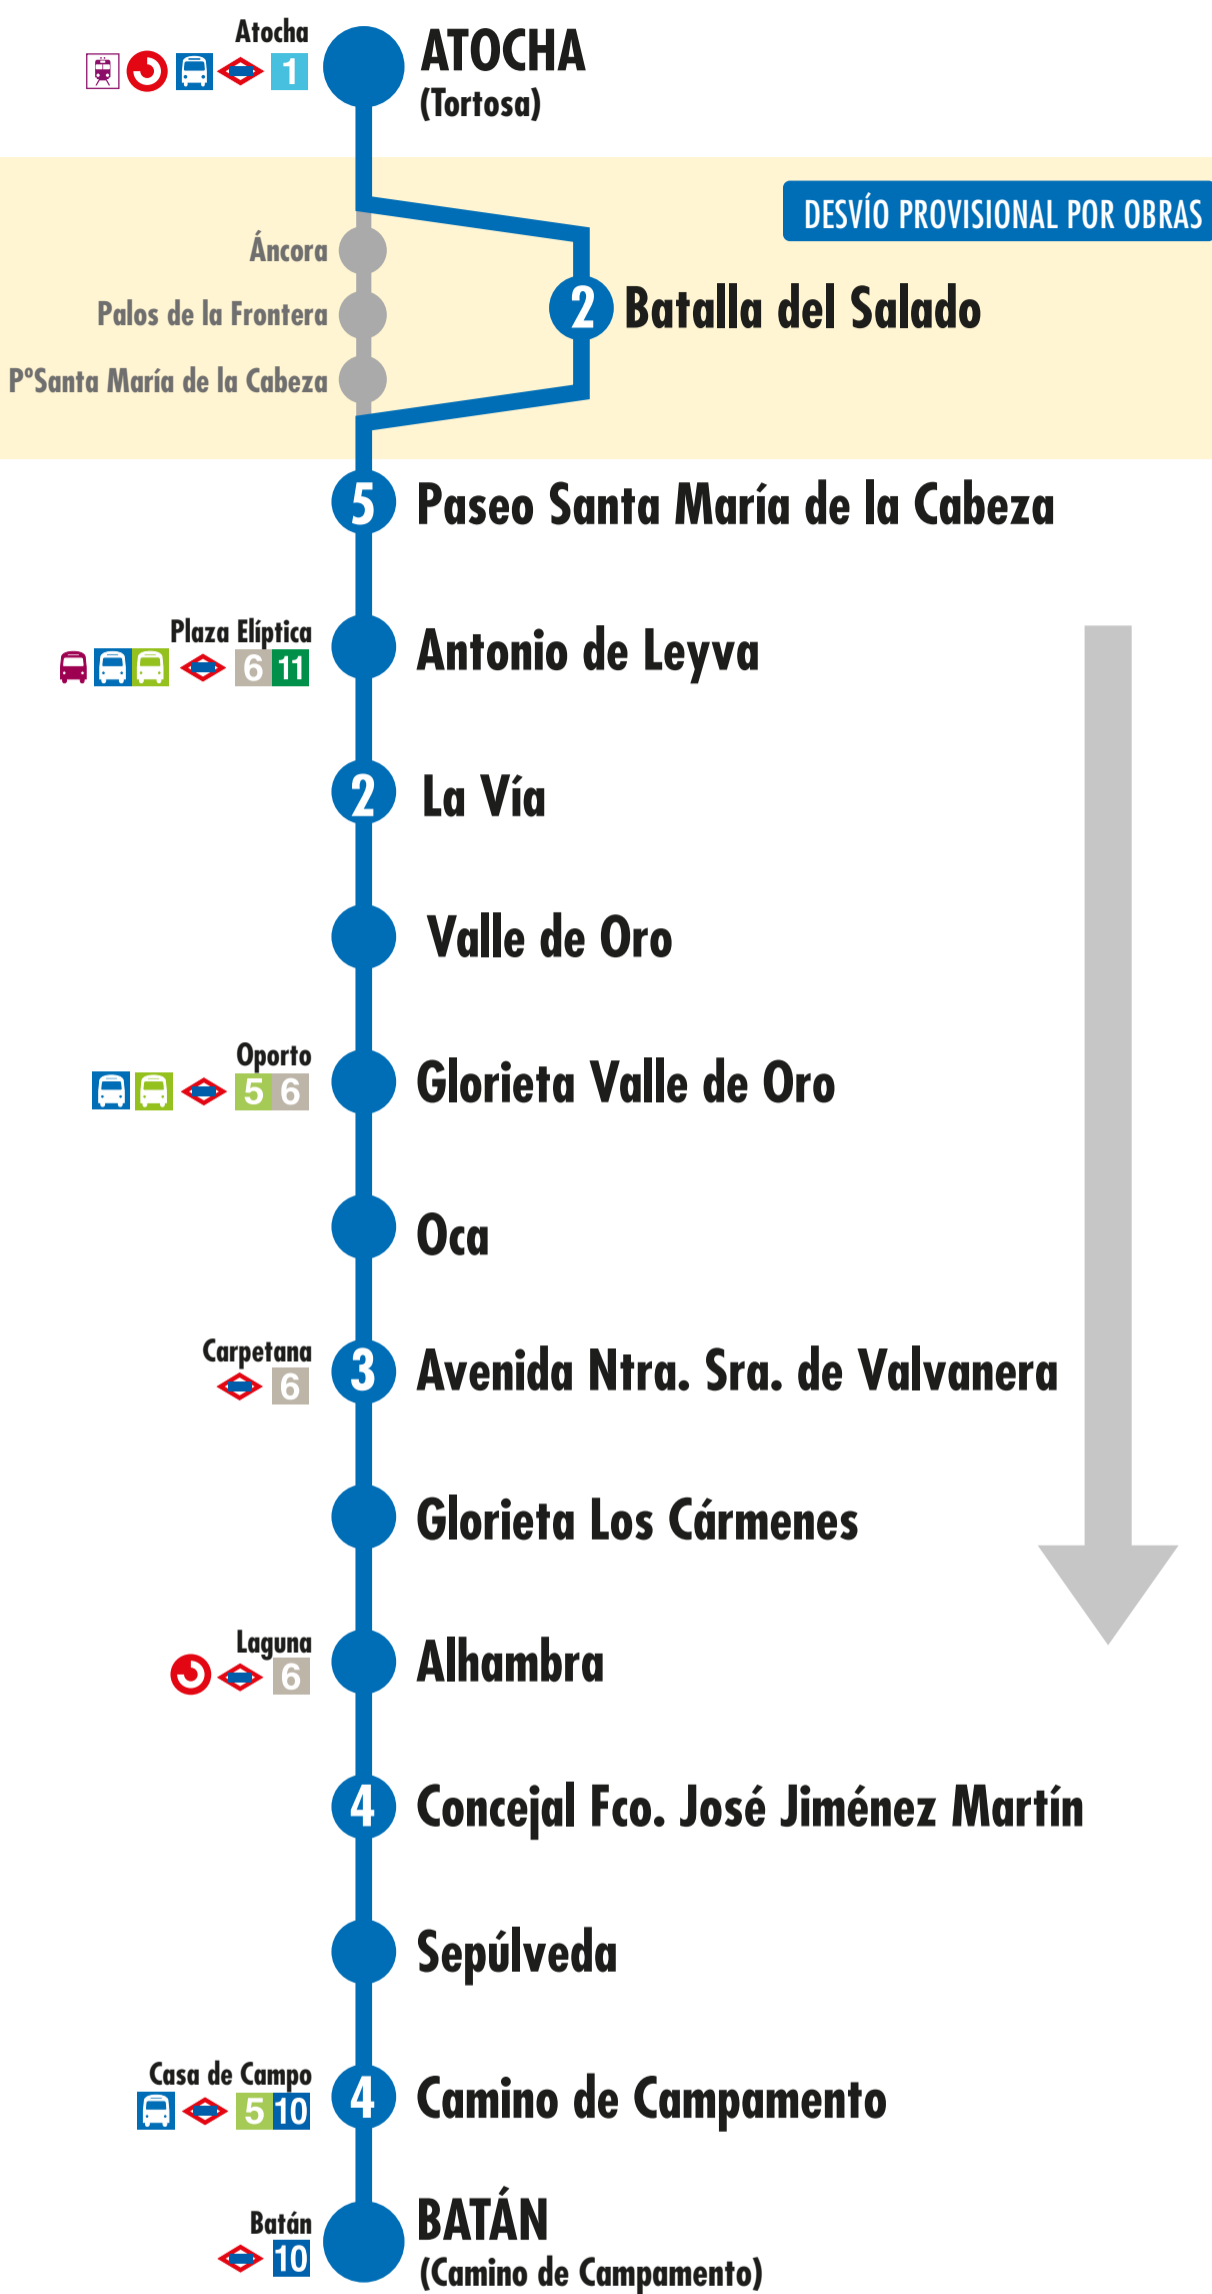 Atocha
1
ATOCHA
(Tortosa)
DESVÍO PROVISIONAL POR OBRAS
Áncora
Palos de la Frontera
PºSanta María de la Cabeza
2 Batalla del Salado
5 Paseo Santa María de la Cabeza
Plaza Elíptica
6 11
Antonio de Leyva
2 La Vía
Valle de Oro
Oporto
5 6
Glorieta Valle de Oro
Oca
Carpetana
6
3 Avenida Ntra. Sra. de Valvanera
Glorieta Los Cármenes
Laguna
6
Alhambra
4 Concejal Fco. José Jiménez Martín
Sepúlveda
Casa de Campo
5 10
4 Camino de Campamento
Batán
10
BATÁN
(Camino de Campamento)